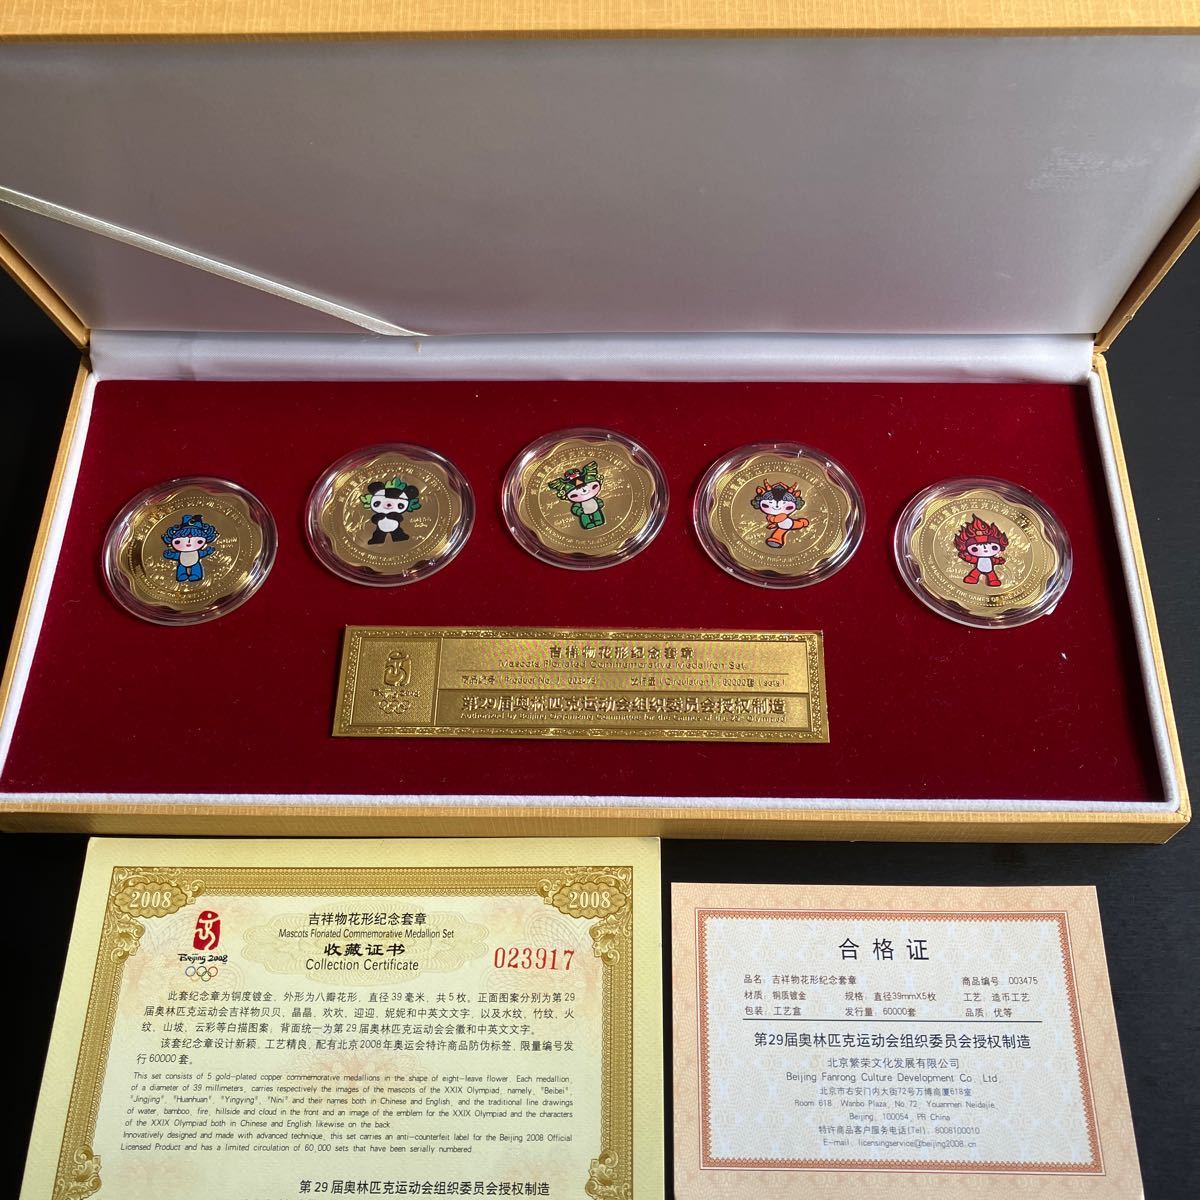 吉祥物花形纪念套章
Mascots Floriated Commemorative Medallion Set
(Product No.)
(Circulation): 60000套(sets)
Beijing 2008
第29届奥林匹克运动会组织委员会授权制造
Authorized by Beijing Organizing Committee for the Games of the 29th Olympiad
2008
2008
Beijing 2008
吉祥物花形纪念套章
Mascots Floriated Commemorative Medallion Set
收藏证书
Collection Certificate
023917
此套纪念章为铜度镀金、外形为八瓣花形，直径39毫米，共5枚。正面图案分别为第29
届奥林匹克运动会吉祥物贝贝、晶晶、欢欢、迎迎、妮妮和中英文文字，以及水纹、竹纹、火
纹、山坡、云彩等白描图案；背面统一为第29届奥林匹克运动会会徽和中英文文字。
该套纪念章设计新颖，工艺精良，配有北京2008年奥运会特许商品防伪标签，限量编号发
行60000套。
This set consists of 5 gold-plated copper commemorative medallions in the shape of eight-leave flower. Each medallion,
of a diameter of 39 millimeters, carries respectively the images of the mascots of the XXIX Olympiad, namely, "Beibei"
"Jingjing", "Huanhuan", "Yingying", "Nini" and their names both in Chinese and English, and the traditional line drawings
of water, bamboo, fire, hillside and cloud in the front and an image of the emblem for the XXIX Olympiad and the characters
of the XXIX Olympiad both in Chinese and English likewise on the back.
Innovatively designed and made with advanced technique, this set carries an anti-counterfeit label for the Beijing 2008 Official
Licensed Product and has a limited circulation of 60,000 sets that have been serially numbered.
第29届奥林匹克运动会组织委员会授权制造
合格证
品名：吉祥物花形纪念套章 商品编号：003475
材质：铜质镀金 规格：直径39mmX5枚 工艺：造币工艺
包装：工艺盒 发行量：60000套 品质：优等
第29届奥林匹克运动会组织委员会授权制造
北京繁荣文化发展有限公司
Beijing Fanrong Culture Development Co., Ltd.
北京市右安门内大街72号万博商厦618室
Room 618, Wanbo Plaza, No.72, Youanmen Neidajie,
Beijing, 100054, PR China
特许商品客户服务电话(Tel)：8008100010
E-mail: licensingservice@beijing2008.cn